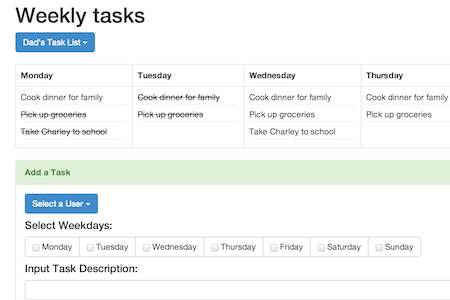 Weekly tasks
Dad's Task List
Monday Tuesday Wednesday Thursday
Cook dinner for family Cook dinner for family Cook dinner for family Cook dinner for family
Pick up groceries Pick up groceries Pick up groceries Pick up groceries
Take Charley to school Take Charley to school
Add a Task
Select a User
Select Weekdays:
Monday Tuesday Wednesday Thursday Friday Saturday Sunday
Input Task Description: